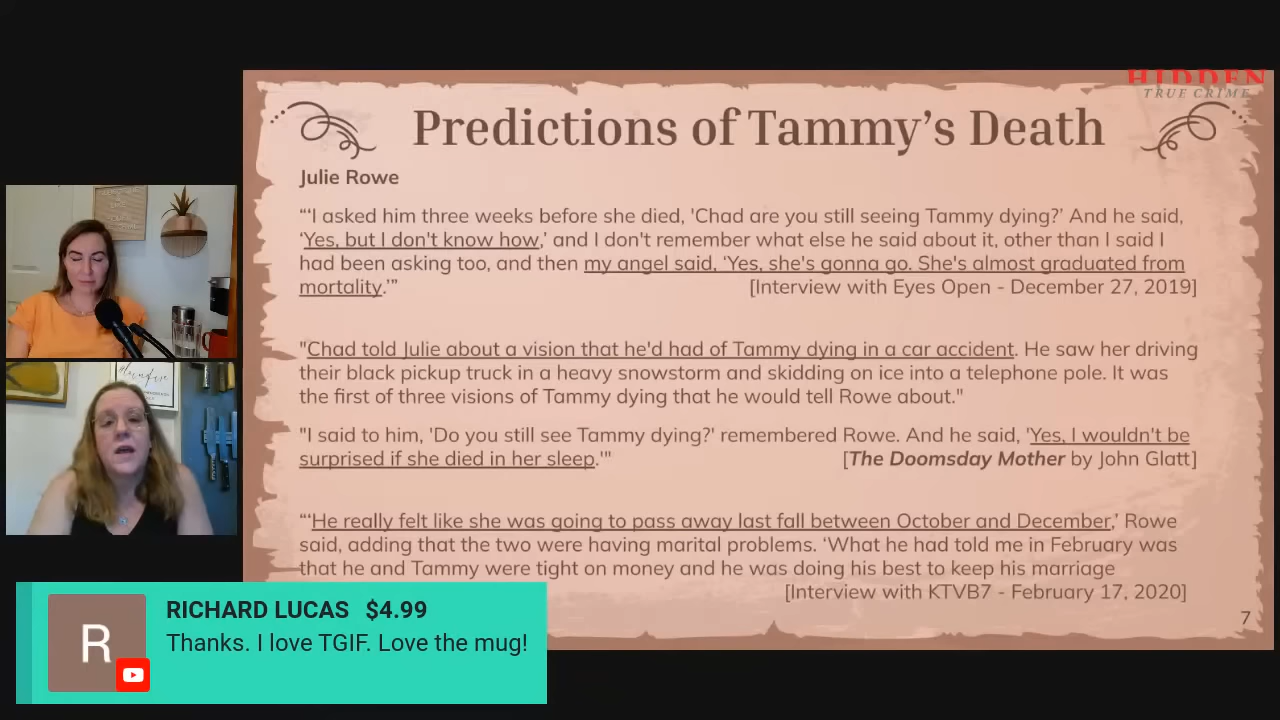 HIDDEN
TRUE CRIME
Predictions of Tammy's Death
Julie Rowe
"'I asked him three weeks before she died, 'Chad are you still seeing Tammy dying?' And he said,
'Yes, but I don't know how,' and I don't remember what else he said about it, other than I said I
had been asking too, and then my angel said, 'Yes, she's gonna go. She's almost graduated from
mortality.'" [Interview with Eyes Open - December 27, 2019]
"Chad told Julie about a vision that he'd had of Tammy dying in a car accident. He saw her driving
their black pickup truck in a heavy snowstorm and skidding on ice into a telephone pole. It was
the first of three visions of Tammy dying that he would tell Rowe about."
"I said to him, 'Do you still see Tammy dying?' remembered Rowe. And he said, 'Yes, I wouldn't be
surprised if she died in her sleep.'" [The Doomsday Mother by John Glatt]
"'He really felt like she was going to pass away last fall between October and December,' Rowe
said, adding that the two were having marital problems. 'What he had told me in February was
that he and Tammy were tight on money and he was doing his best to keep his marriage
[Interview with KTVB7 - February 17, 2020]
7
R
RICHARD LUCAS $4.99
Thanks. I love TGIF. Love the mug!